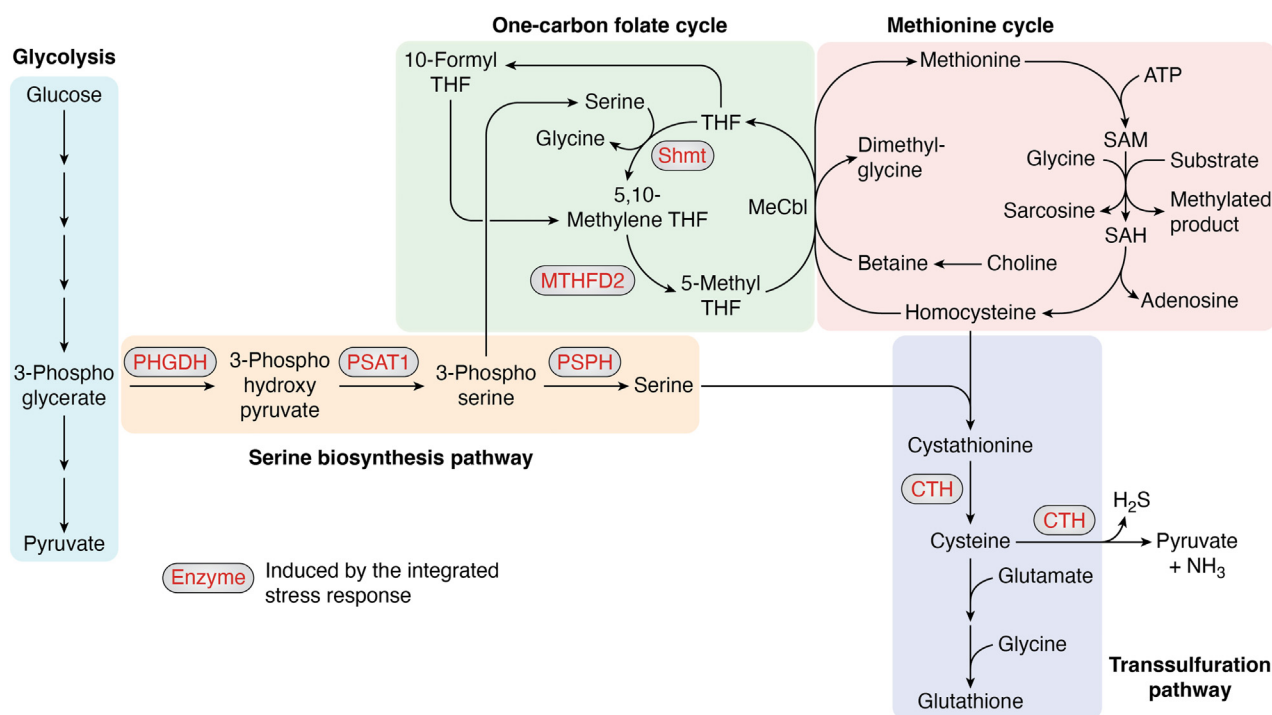 One-carbon folate cycle
Methionine cycle
Glycolysis
Glucose
3-Phospho
glycerate
Pyruvate
10-Formyl
THF
Serine
THF
Glycine
Shmt
5,10-
Methylene THF
MTHFD2
5-Methyl
THF
MeCbl
Methionine
ATP
Dimethyl-
glycine
SAM
Glycine
Substrate
Sarcosine
Methylated
product
SAH
Betaine
Choline
Adenosine
Homocysteine
PHGDH
3-Phospho
hydroxy
pyruvate
PSAT1
3-Phospho
serine
PSPH
Serine
Serine biosynthesis pathway
Cystathionine
CTH
Cysteine
CTH
H₂S
Pyruvate
+ NH₃
Glutamate
Glycine
Glutathione
Transsulfuration
pathway
Enzyme
Induced by the integrated
stress response